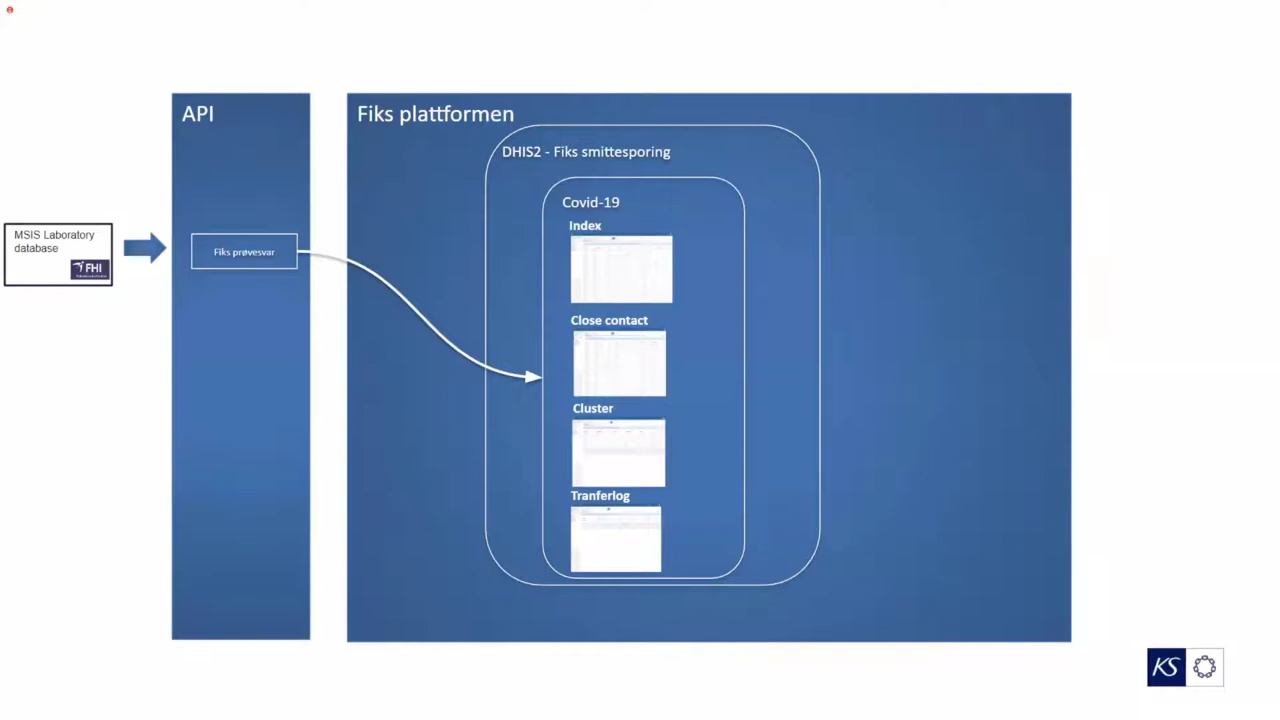 API
Fiks plattformen
DHIS2 - Fiks smittesporing
Covid-19
Index
MSIS Laboratory
database
FHI
Fiks prøvesvar
Close contact
Cluster
Tranferlog
KS